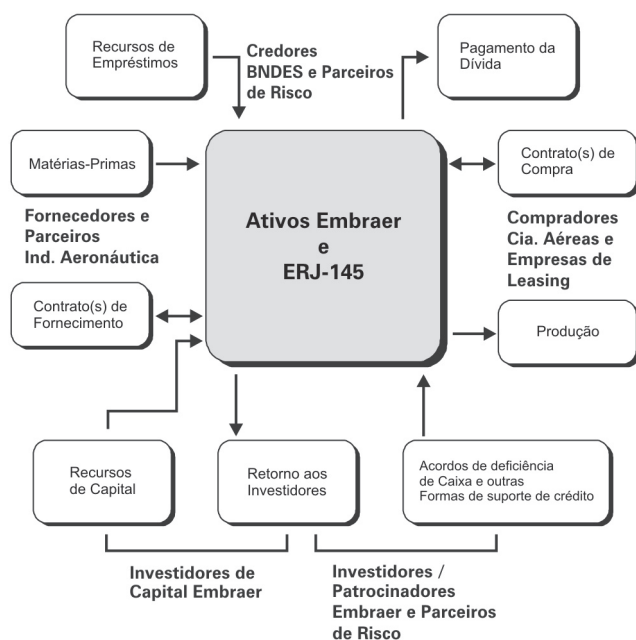 Recursos de
Empréstimos
Credores
BNDES e Parceiros
de Risco
Pagamento da
Dívida
Matérias-Primas
Contrato(s) de
Compra
Fornecedores e
Parceiros
Ind. Aeronáutica
Ativos Embraer
e
ERJ-145
Compradores
Cia. Aéreas e
Empresas de
Leasing
Contrato(s) de
Fornecimento
Produção
Recursos
de Capital
Retorno aos
Investidores
Acordos de deficiência
de Caixa e outras
Formas de suporte de crédito
Investidores de
Capital Embraer
Investidores /
Patrocinadores
Embraer e Parceiros
de Risco